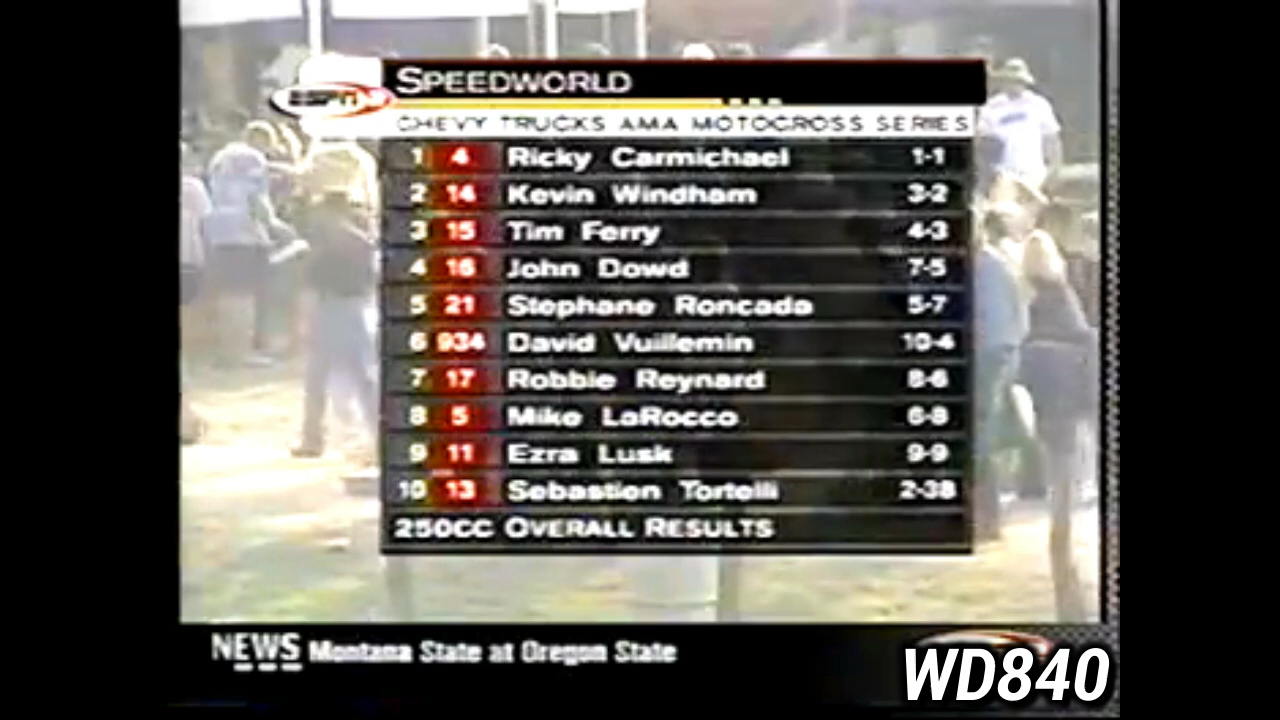 SPEEDWORLD
ESPN2
CHEVY TRUCKS AMA MOTOCROSS SERIES
1 4 Ricky Carmichael 1-1
2 14 Kevin Windham 3-2
3 15 Tim Ferry 4-3
4 16 John Dowd 7-5
5 21 Stephane Roncada 5-7
6 934 David Vuillemin 10-4
7 17 Robbie Reynard 8-6
8 5 Mike LaRocco 6-8
9 11 Ezra Lusk 9-9
10 13 Sebastien Tortelli 2-38
250CC OVERALL RESULTS
NEWS Montana State at Oregon State
WD840